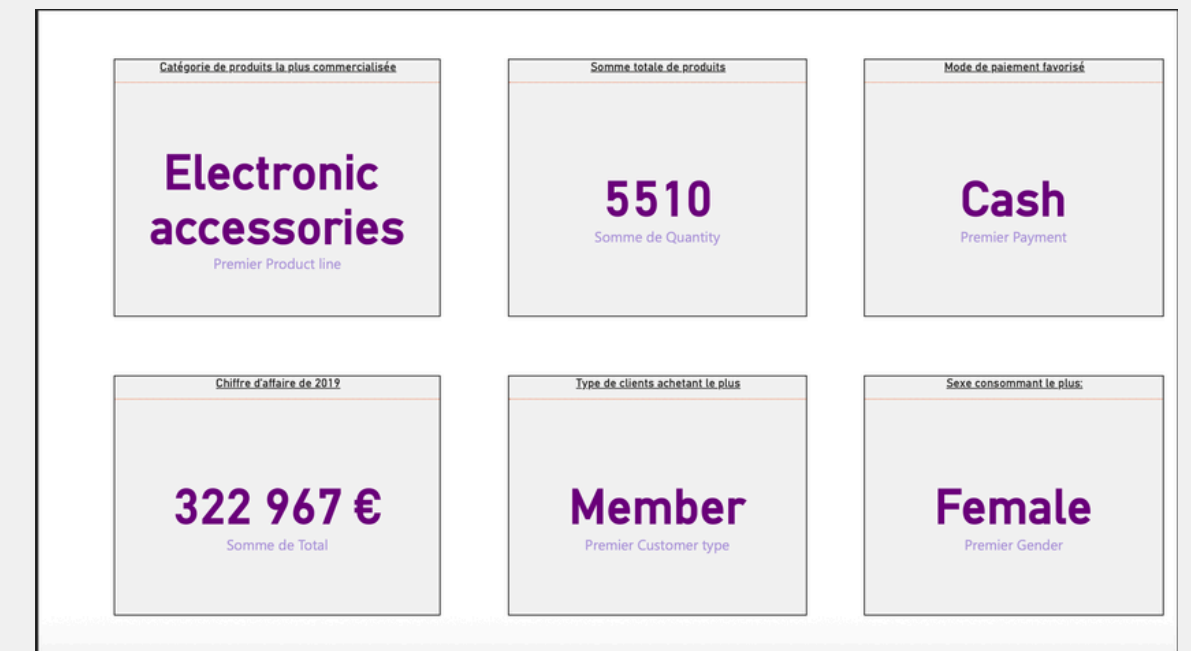 Catégorie de produits la plus commercialisée
Electronic
accessories
Premier Product line
Somme totale de produits
5510
Somme de Quantity
Mode de paiement favorisé
Cash
Premier Payment
Chiffre d'affaire de 2019
322 967 €
Somme de Total
Type de clients achetant le plus
Member
Premier Customer type
Sexe consommant le plus:
Female
Premier Gender